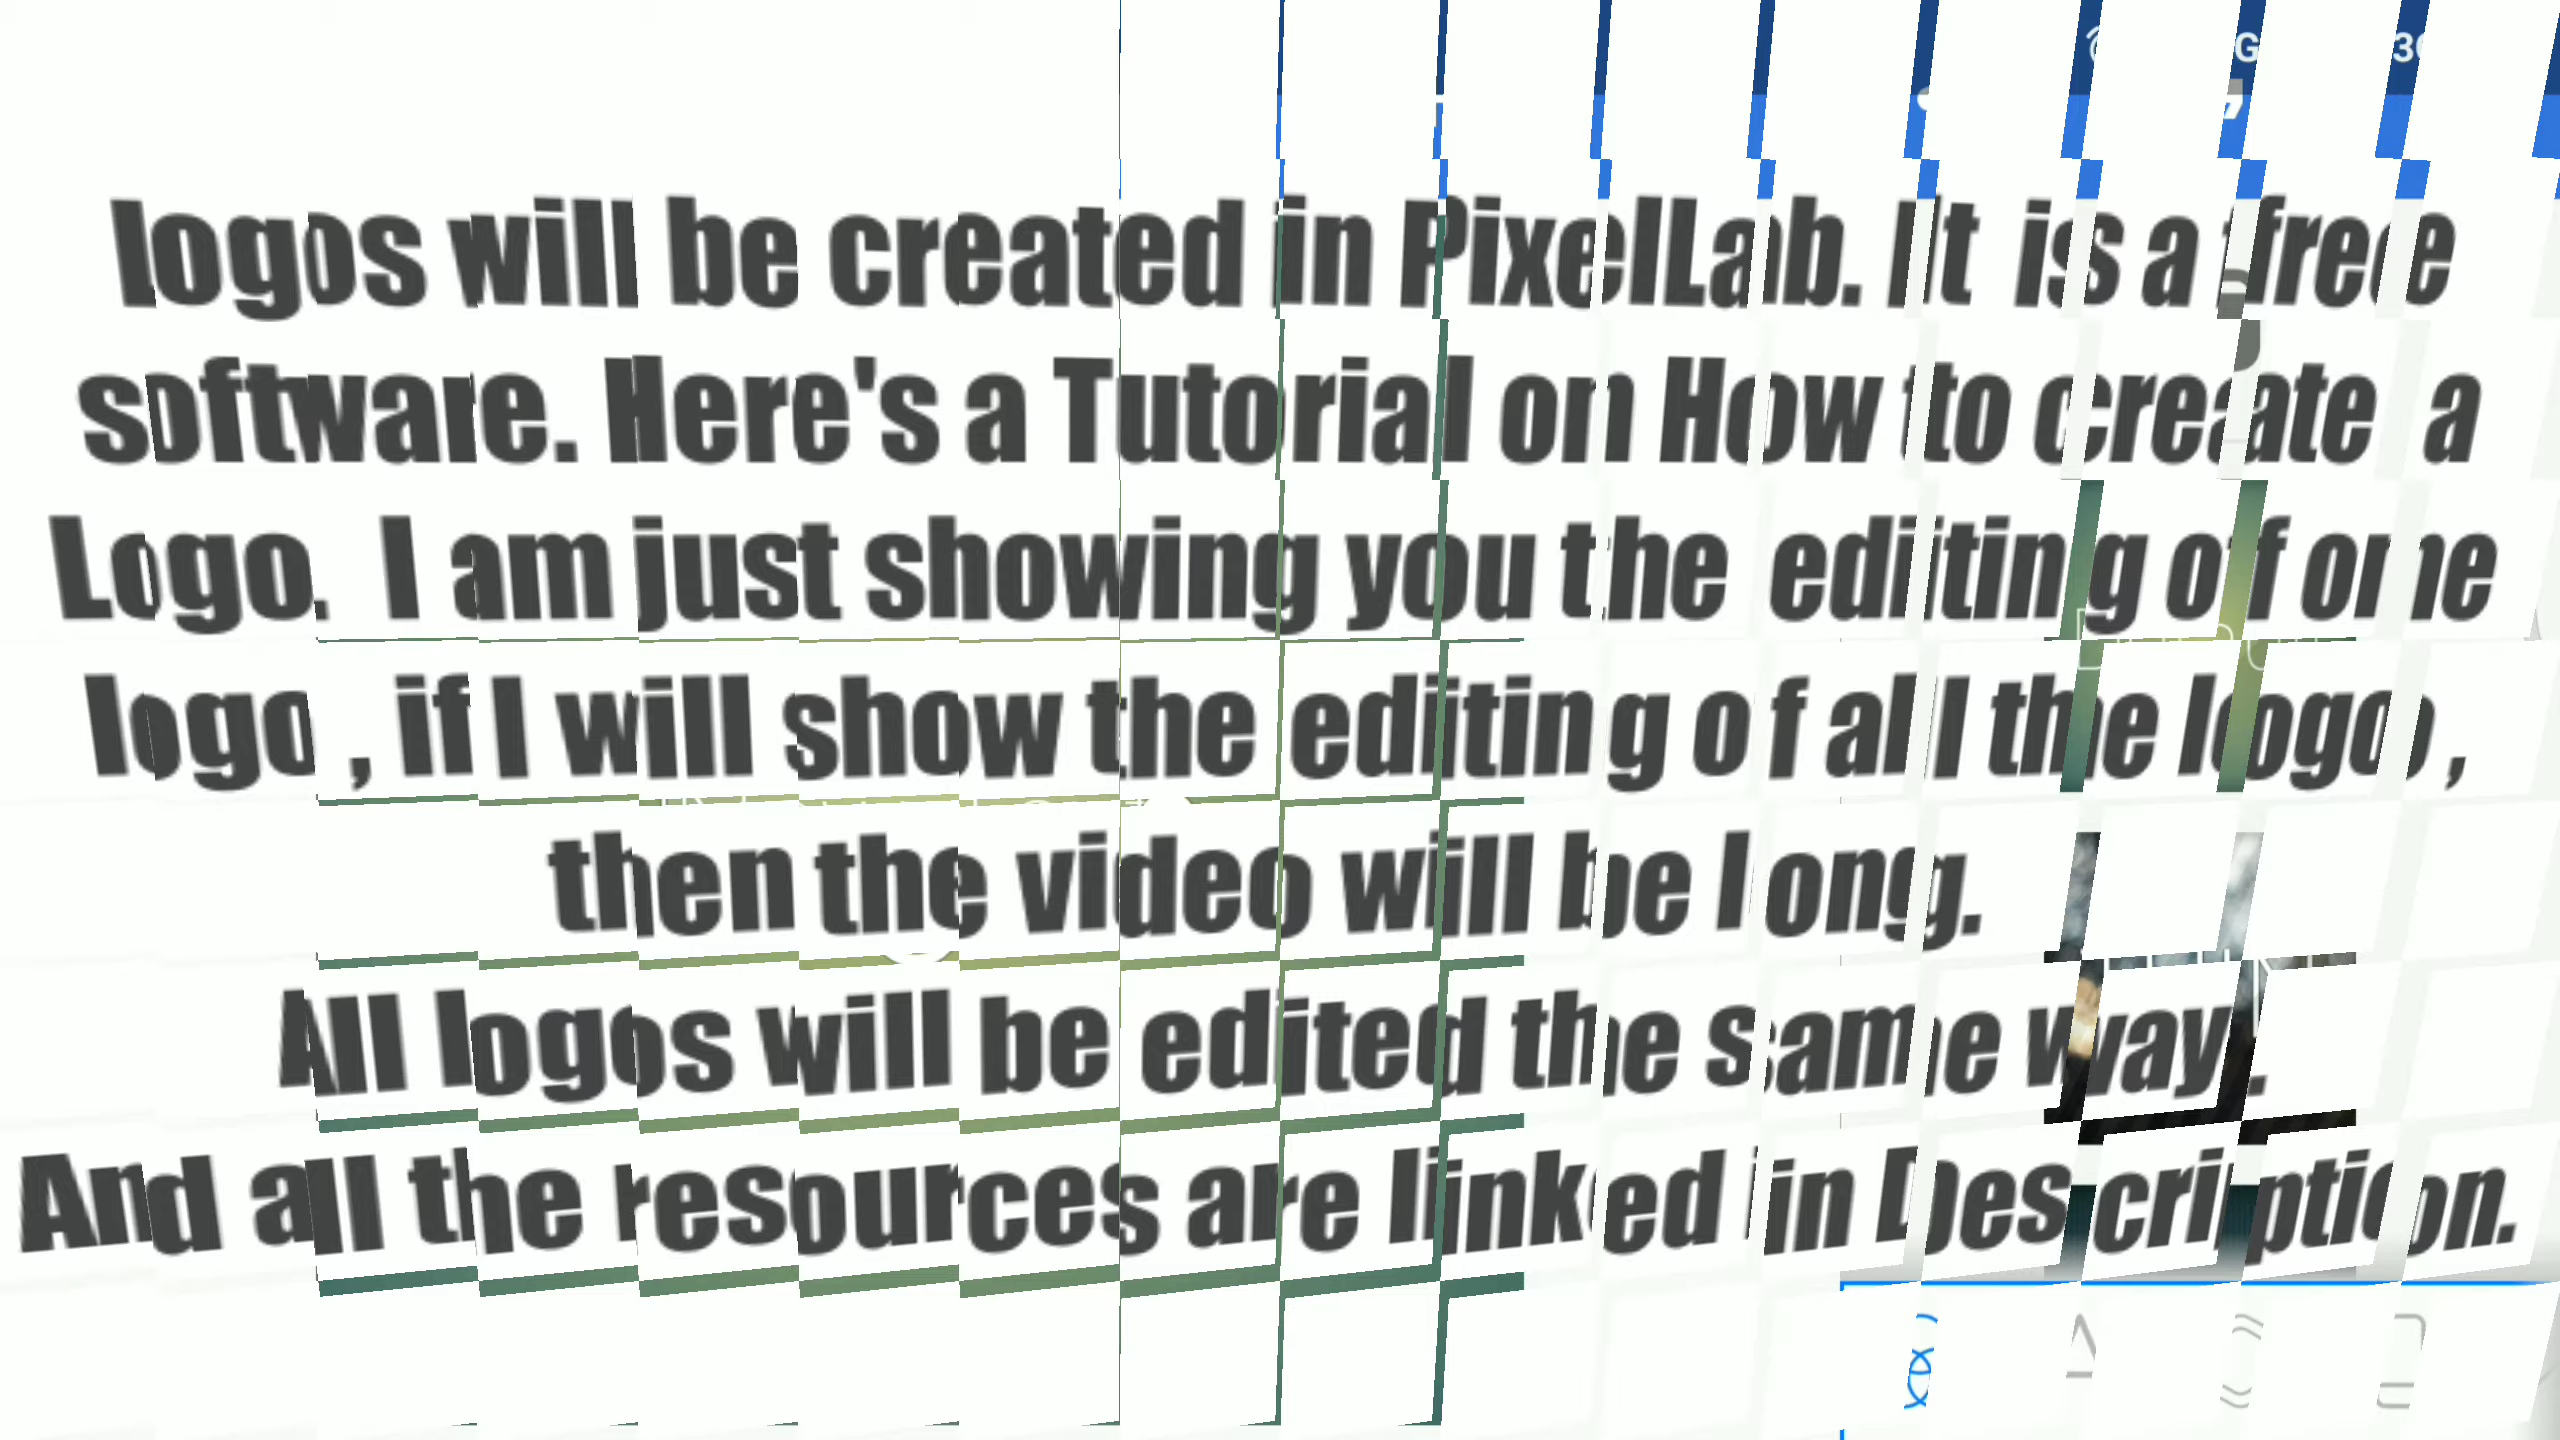 logos will be created in PixelLab. It is a free
software. Here's a Tutorial on How to create a
Logo. I am just showing you the editing of one
logo , if I will show the editing of all the logo ,
then the video will be long.
All logos will be edited the same way.
And all the resources are linked in Description.